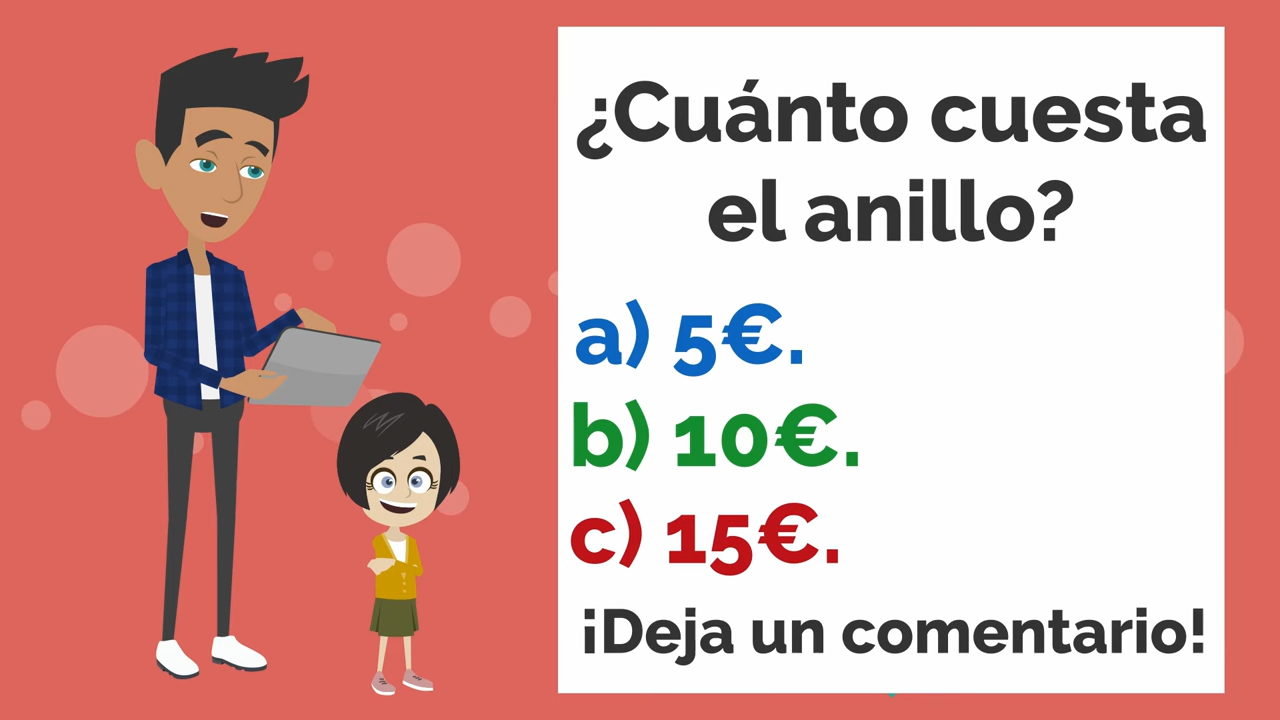 ¿Cuánto cuesta
el anillo?
a) 5€.
b) 10€.
c) 15€.
¡Deja un comentario!